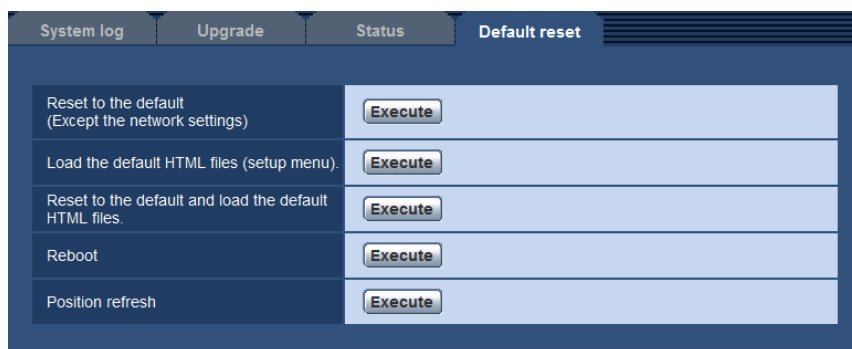 System log Upgrade Status Default reset
Reset to the default
(Except the network settings)
Execute
Load the default HTML files (setup menu).
Execute
Reset to the default and load the default
HTML files.
Execute
Reboot
Execute
Position refresh
Execute